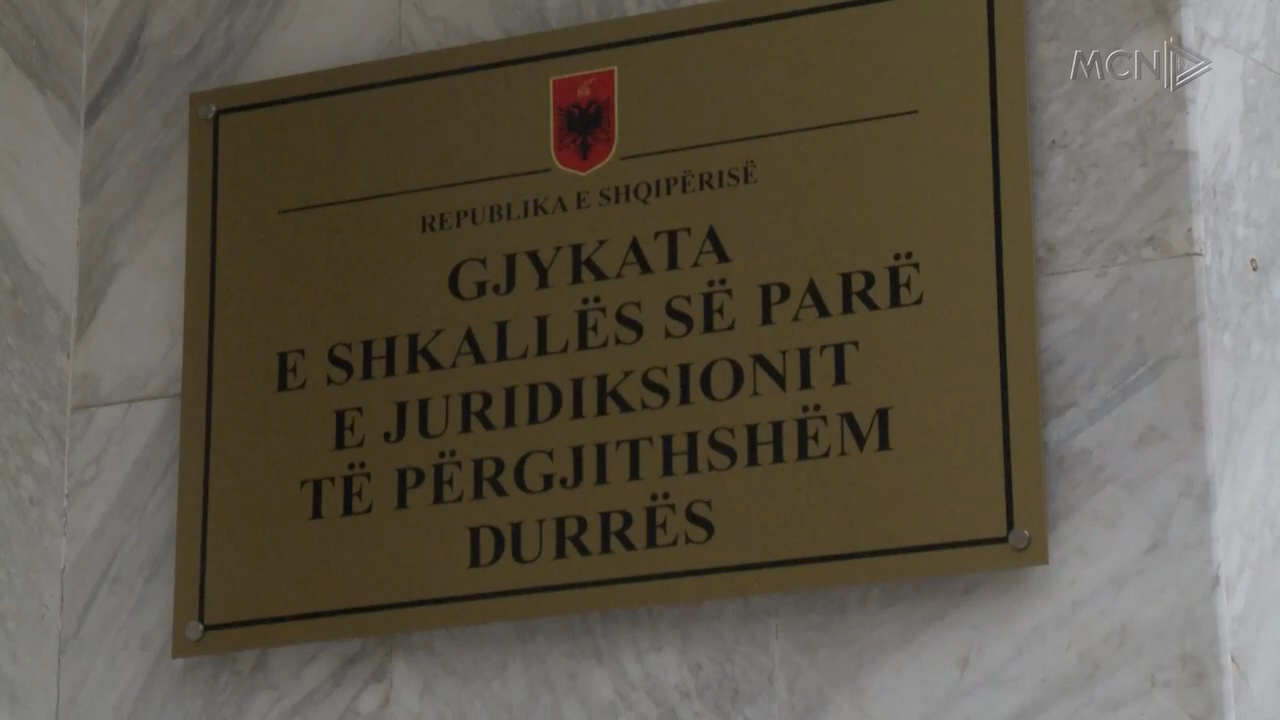 MCN
REPUBLIKA E SHQIPËRISË
GJYKATA
E SHKALLËS SË PARË
E JURIDIKSIONIT
TË PËRGJITHSHËM
DURRËS